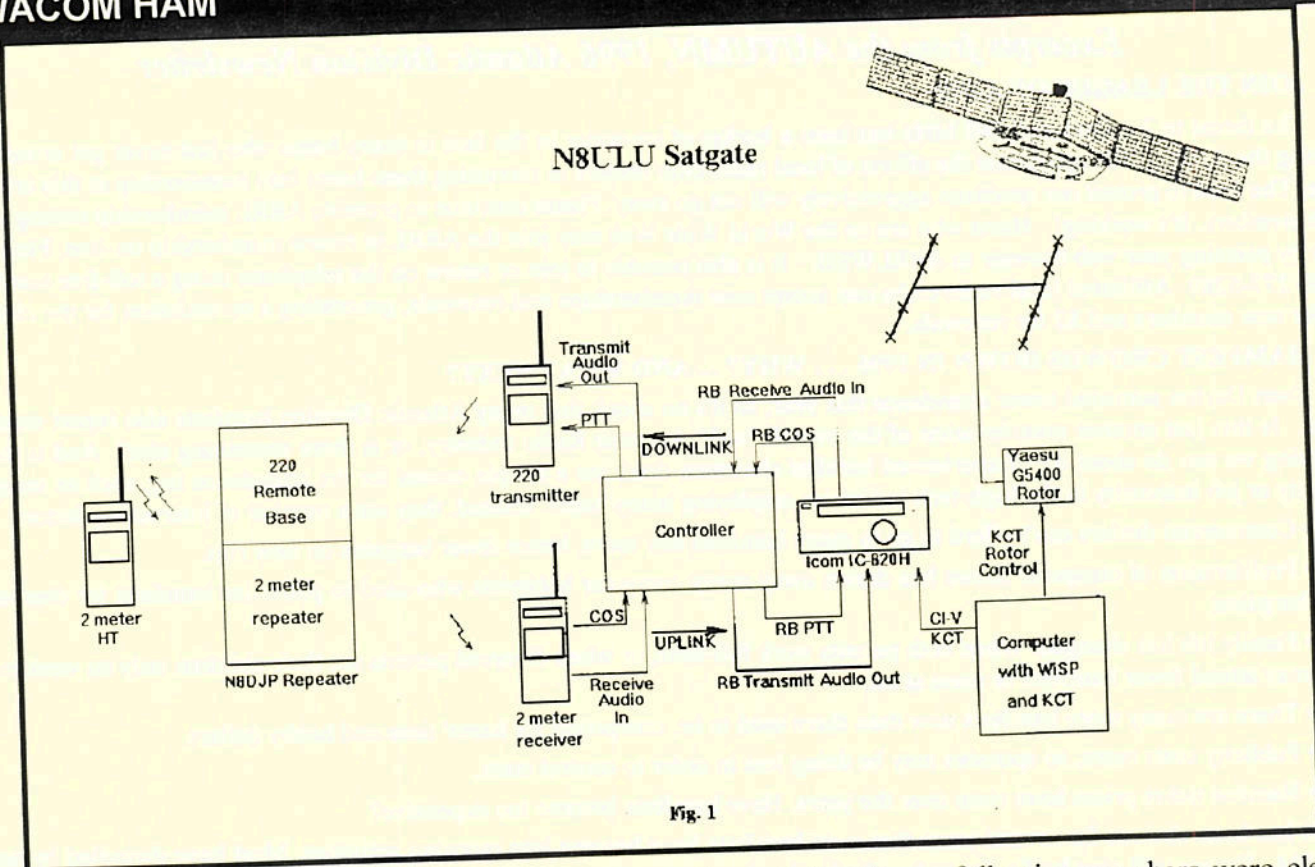 WACOM HAM
N8ULU Satgate
Transmit
Audio
Out
PTT
220
transmitter
DOWNLINK
RB Receive Audio In
RB COS
Yaesu
G5400
Rotor
220
Remote
Base
2 meter
repeater
N8DJP Repeater
2 meter
HT
Controller
Icom IC-820H
KCT
Rotor
Control
COS
UPLINK
RB PTT
CI-V
KCT
Computer
with WiSP
and KCT
Receive
Audio
In
RB Transmit Audio Out
2 meter
receiver
Fig. 1